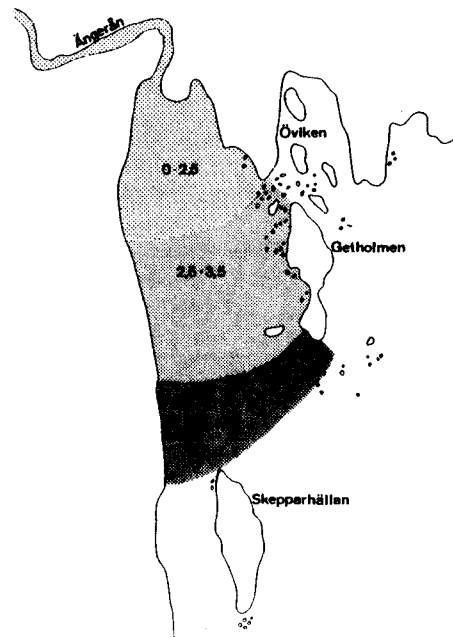 Ångerån
Öviken
0-2,5
Getholmen
2,5-3,5
Skepparhällan